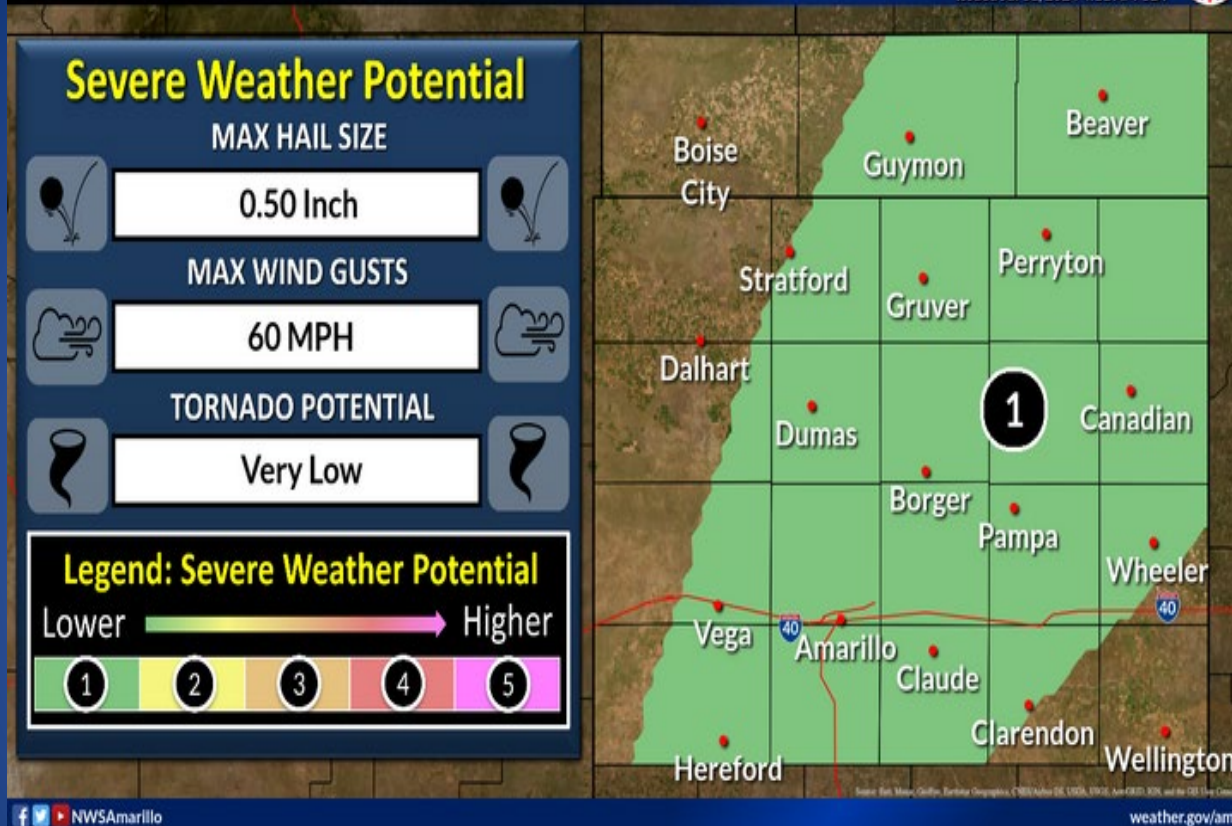 Severe Weather Potential
MAX HAIL SIZE
0.50 Inch
MAX WIND GUSTS
60 MPH
TORNADO POTENTIAL
Very Low
Legend: Severe Weather Potential
Lower
Higher
1
2
3
4
5
Beaver
Boise
City
Guymon
Perryton
Stratford
Gruver
Dalhart
1
Canadian
Dumas
Borger
Pampa
Wheeler
40
Vega
40
Amarillo
Claude
Clarendon
Wellington
Hereford
NWSAmarillo
weather.gov/am